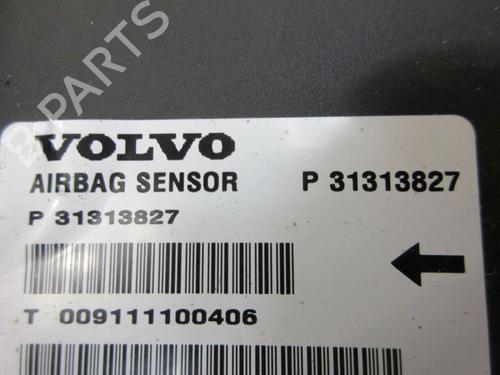 VOLVO
AIRBAG SENSOR P 31313827
P 31313827
T 009111100406
B-PARTS